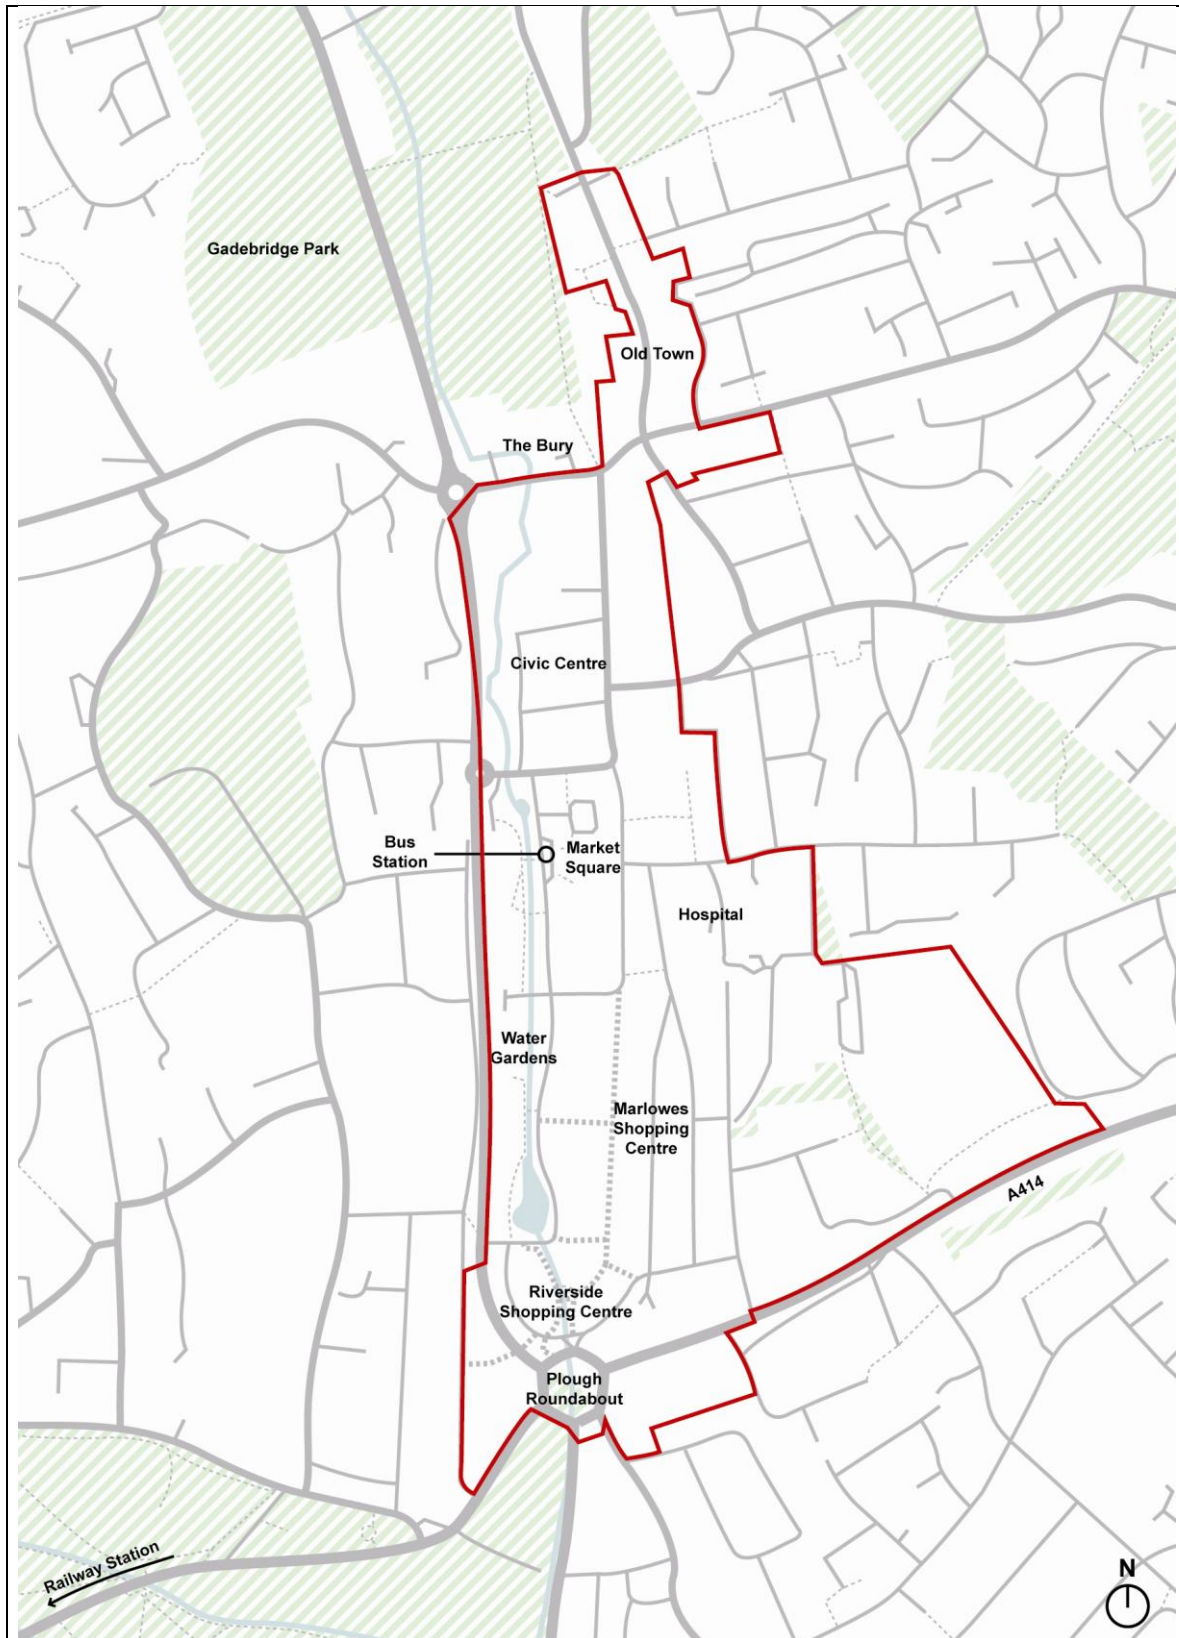 Gadebridge Park
Old Town
The Bury
Civic Centre
Bus
Station
Market
Square
Hospital
Water
Gardens
Marlowes
Shopping
Centre
A414
Riverside
Shopping Centre
Plough
Roundabout
Railway Station
N